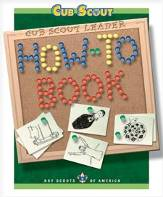 CUB SCOUT
CUB SCOUT LEADER
HOW-TO
BOOK
BOY SCOUTS OF AMERICA